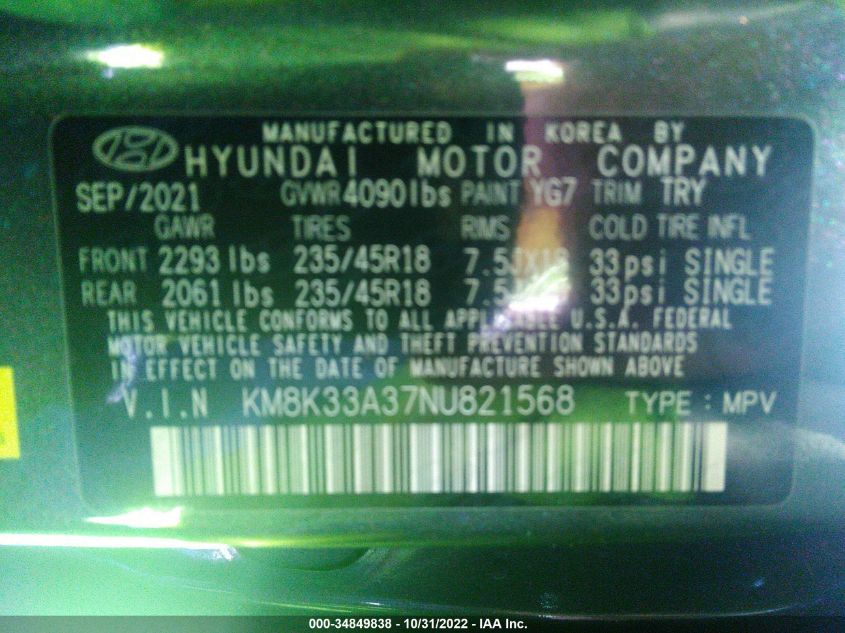 MANUFACTURED IN KOREA BY
HYUNDAI MOTOR COMPANY
SEP/2021 GVWR 4090 lbs PAINT YG7 TRIM TRY
GAWR TIRES RIMS COLD TIRE INFL
FRONT 2293 lbs 235/45R18 7.5JX18 33psi SINGLE
REAR 2061 lbs 235/45R18 33psi SINGLE
THIS VEHICLE CONFORMS TO ALL APPLICABLE U.S.A. FEDERAL
MOTOR VEHICLE SAFETY AND THEFT PREVENTION STANDARDS
IN EFFECT ON THE DATE OF MANUFACTURE SHOWN ABOVE
V.I.N KM8K33A37NU821568 TYPE : MPV
000-34849838 - 10/31/2022 - IAA Inc.